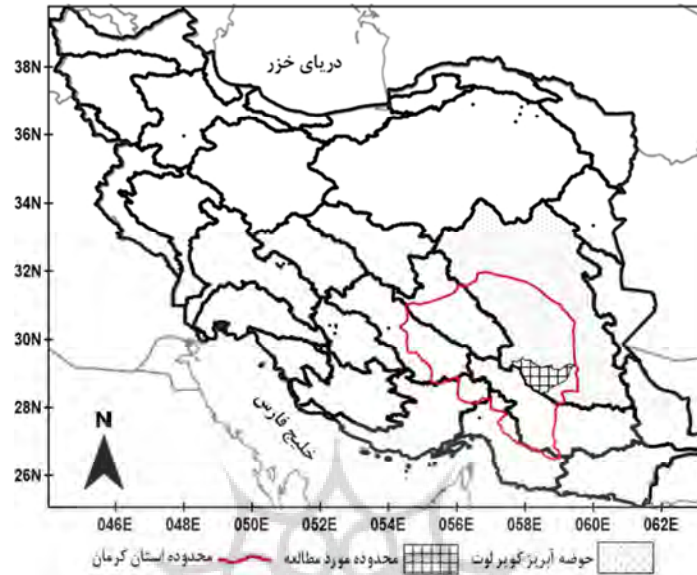 38N
دریای خزر
36N
34N
32N
30N
28N
خلیج فارس
N
26N
046E 048E 050E 052E 054E 056E 058E 060E 062E
حوضه آبریز کویر لوت محدوده مورد مطالعه محدوده استان کرمان